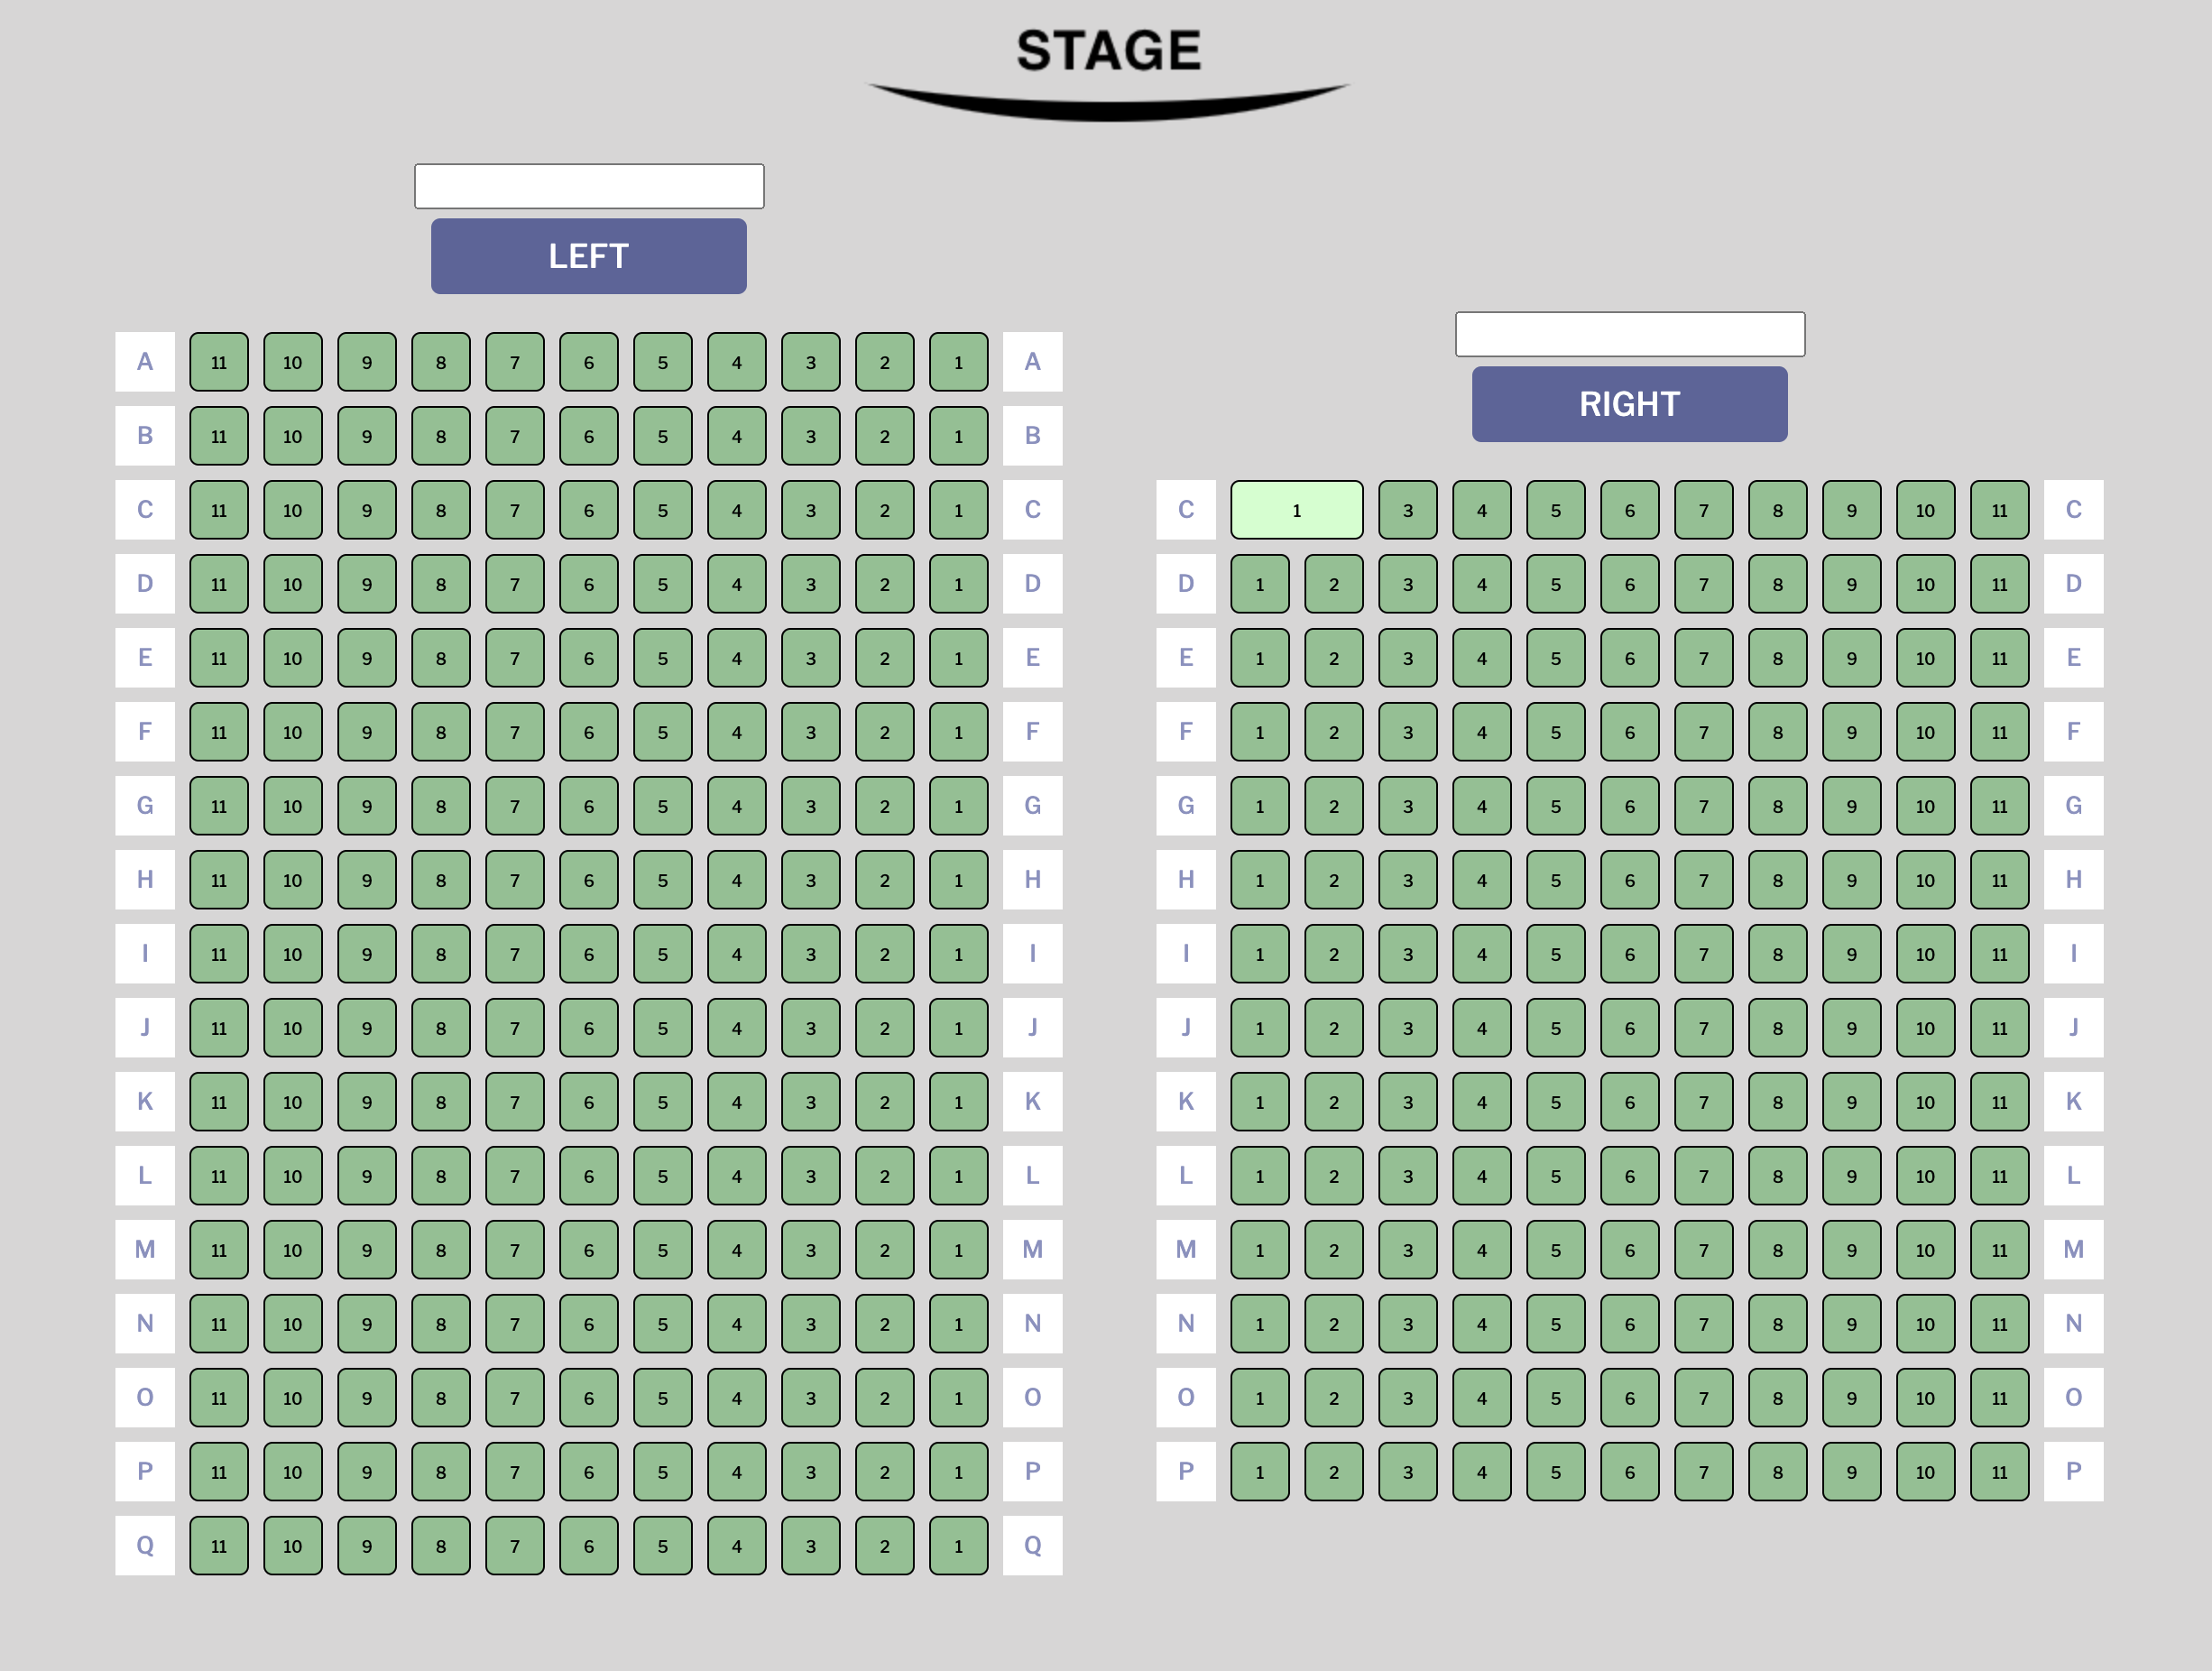 STAGE
LEFT
RIGHT
A 11 10 9 8 7 6 5 4 3 2 1 A
B 11 10 9 8 7 6 5 4 3 2 1 B
C 11 10 9 8 7 6 5 4 3 2 1 C C 1 3 4 5 6 7 8 9 10 11 C
D 11 10 9 8 7 6 5 4 3 2 1 D D 1 2 3 4 5 6 7 8 9 10 11 D
E 11 10 9 8 7 6 5 4 3 2 1 E E 1 2 3 4 5 6 7 8 9 10 11 E
F 11 10 9 8 7 6 5 4 3 2 1 F F 1 2 3 4 5 6 7 8 9 10 11 F
G 11 10 9 8 7 6 5 4 3 2 1 G G 1 2 3 4 5 6 7 8 9 10 11 G
H 11 10 9 8 7 6 5 4 3 2 1 H H 1 2 3 4 5 6 7 8 9 10 11 H
I 11 10 9 8 7 6 5 4 3 2 1 I I 1 2 3 4 5 6 7 8 9 10 11 I
J 11 10 9 8 7 6 5 4 3 2 1 J J 1 2 3 4 5 6 7 8 9 10 11 J
K 11 10 9 8 7 6 5 4 3 2 1 K K 1 2 3 4 5 6 7 8 9 10 11 K
L 11 10 9 8 7 6 5 4 3 2 1 L L 1 2 3 4 5 6 7 8 9 10 11 L
M 11 10 9 8 7 6 5 4 3 2 1 M M 1 2 3 4 5 6 7 8 9 10 11 M
N 11 10 9 8 7 6 5 4 3 2 1 N N 1 2 3 4 5 6 7 8 9 10 11 N
O 11 10 9 8 7 6 5 4 3 2 1 O O 1 2 3 4 5 6 7 8 9 10 11 O
P 11 10 9 8 7 6 5 4 3 2 1 P P 1 2 3 4 5 6 7 8 9 10 11 P
Q 11 10 9 8 7 6 5 4 3 2 1 Q